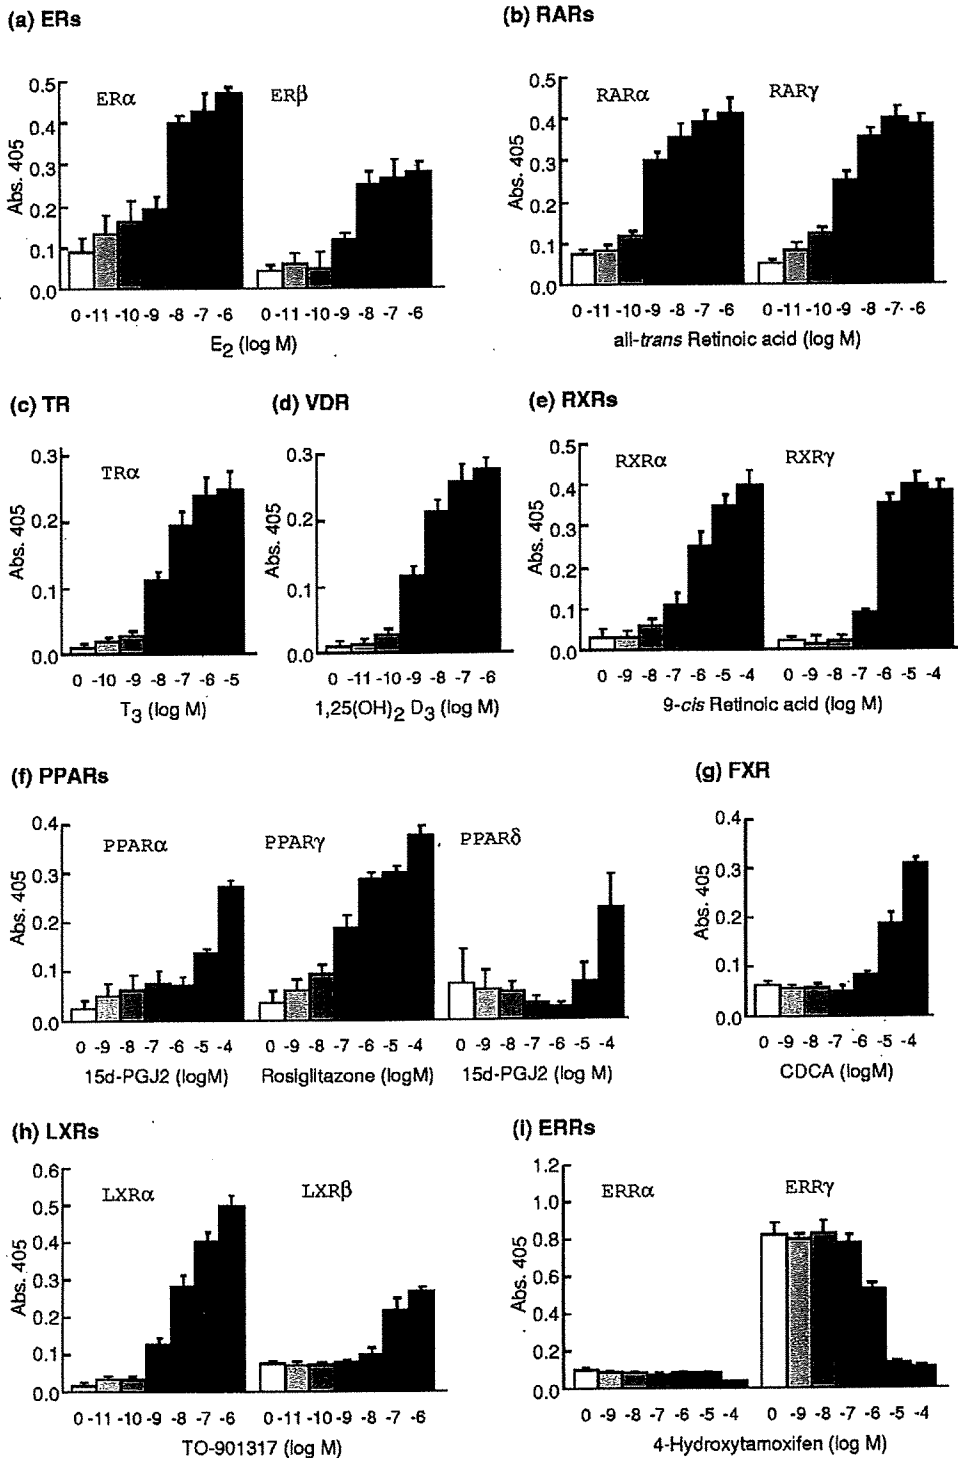 (a) ERs
(b) RARs
0.5
0.4
0.3
0.2
0.1
0.0
Abs. 405
ERα
ERβ
0 -11 -10 -9 -8 -7 -6 0 -11 -10 -9 -8 -7 -6
E2 (log M)
0.5
0.4
0.3
0.2
0.1
0.0
Abs. 405
RARα
RARγ
0 -11 -10 -9 -8 -7 -6 0 -11 -10 -9 -8 -7 -6
all-trans Retinoic acid (log M)
(c) TR
(d) VDR
(e) RXRs
0.3
0.2
0.1
0.0
Abs. 405
TRα
0 -10 -9 -8 -7 -6 -5
T3 (log M)
0.3
0.2
0.1
0.0
Abs. 405
0 -11 -10 -9 -8 -7 -6
1,25(OH)2 D3 (log M)
0.5
0.4
0.3
0.2
0.1
0.0
Abs. 405
RXRα
RXRγ
0 -9 -8 -7 -6 -5 -4 0 -9 -8 -7 -6 -5 -4
9-cis Retinoic acid (log M)
(f) PPARs
(g) FXR
0.4
0.3
0.2
0.1
0.0
Abs. 405
PPARα
PPARγ
PPARδ
0 -9 -8 -7 -6 -5 -4 0 -9 -8 -7 -6 -5 -4 0 -9 -8 -7 -6 -5 -4
15d-PGJ2 (logM) Rosiglitazone (logM) 15d-PGJ2 (log M)
0.4
0.3
0.2
0.1
0.0
Abs. 405
0 -9 -8 -7 -6 -5 -4
CDCA (logM)
(h) LXRs
(i) ERRs
0.6
0.5
0.4
0.3
0.2
0.1
0.0
Abs. 405
LXRα
LXRβ
0 -11 -10 -9 -8 -7 -6 0 -11 -10 -9 -8 -7 -6
TO-901317 (log M)
1.2
1.0
0.8
0.6
0.4
0.2
0.0
Abs. 405
ERRα
ERRγ
0 -9 -8 -7 -6 -5 -4 0 -9 -8 -7 -6 -5 -4
4-Hydroxytamoxifen (log M)